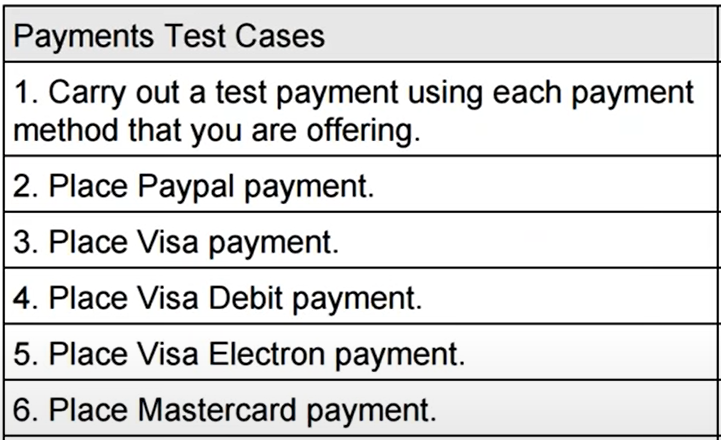 Payments Test Cases
1. Carry out a test payment using each payment
method that you are offering.
2. Place Paypal payment.
3. Place Visa payment.
4. Place Visa Debit payment.
5. Place Visa Electron payment.
6. Place Mastercard payment.